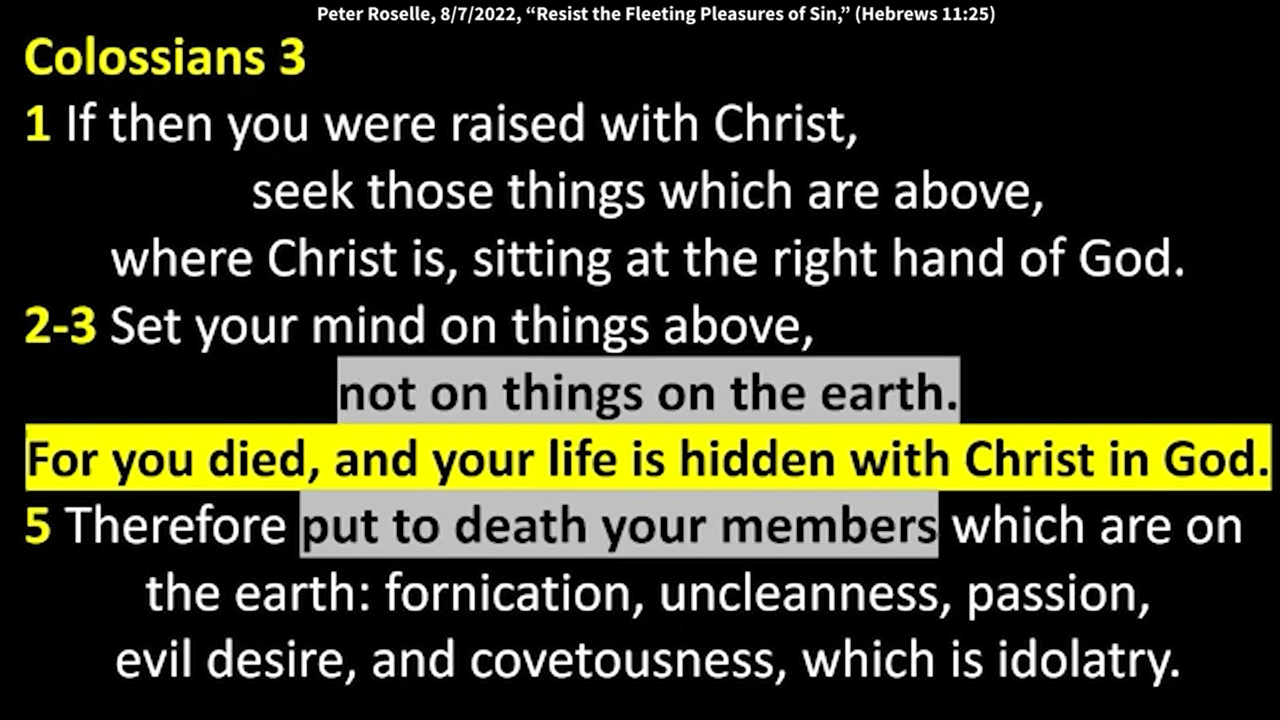 Peter Roselle, 8/7/2022, “Resist the Fleeting Pleasures of Sin,” (Hebrews 11:25)
Colossians 3
1 If then you were raised with Christ,
seek those things which are above,
where Christ is, sitting at the right hand of God.
2-3 Set your mind on things above,
not on things on the earth.
For you died, and your life is hidden with Christ in God.
5 Therefore put to death your members which are on
the earth: fornication, uncleanness, passion,
evil desire, and covetousness, which is idolatry.